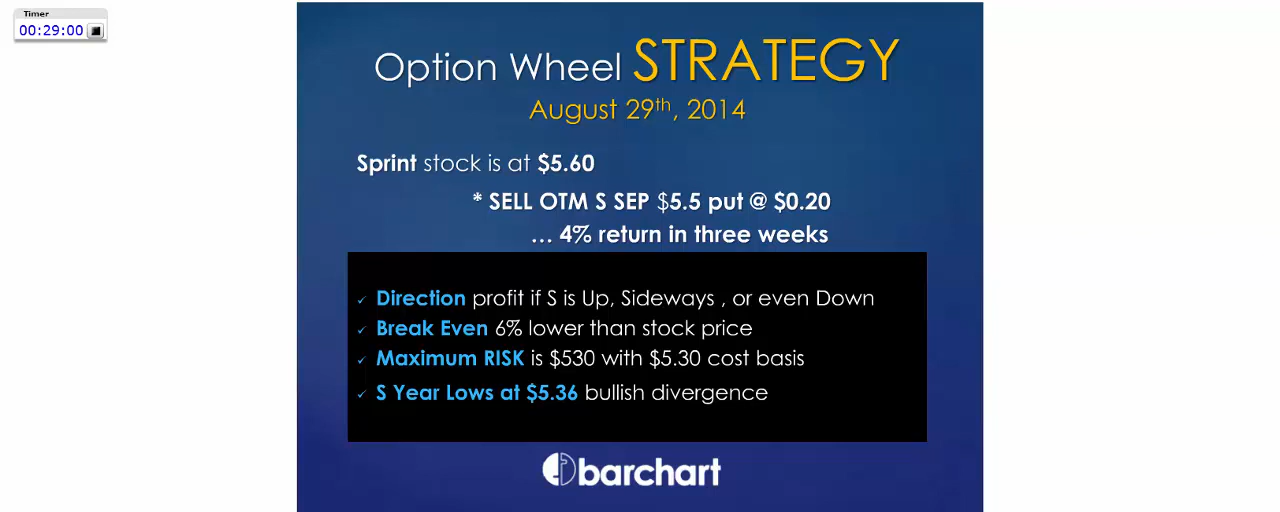 Timer
00:29:00
Option Wheel STRATEGY
August 29th, 2014
Sprint stock is at $5.60
* SELL OTM S SEP $5.5 put @ $0.20
… 4% return in three weeks
✓ Direction profit if S is Up, Sideways , or even Down
✓ Break Even 6% lower than stock price
✓ Maximum RISK is $530 with $5.30 cost basis
✓ S Year Lows at $5.36 bullish divergence
barchart